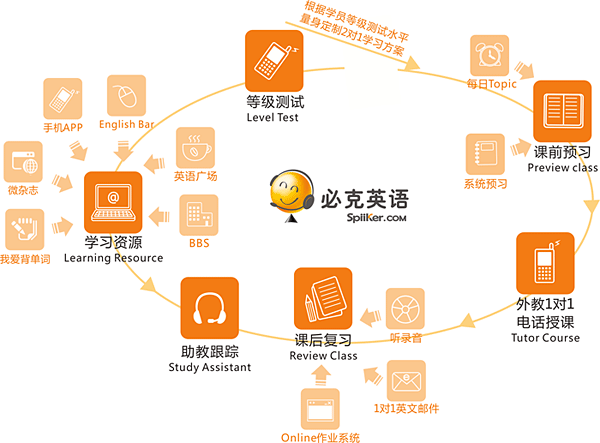 根据学员等级测试水平
量身定制2对1学习方案
等级测试
Level Test
每日Topic
课前预习
Preview class
系统预习
手机APP
English Bar
微杂志
英语广场
我爱背单词
BBS
@
学习资源
Learning Resource
必克英语
Spiiker.com
外教1对1
电话授课
Tutor Course
助教跟踪
Study Assistant
课后复习
Review Class
听录音
1对1英文邮件
Online作业系统